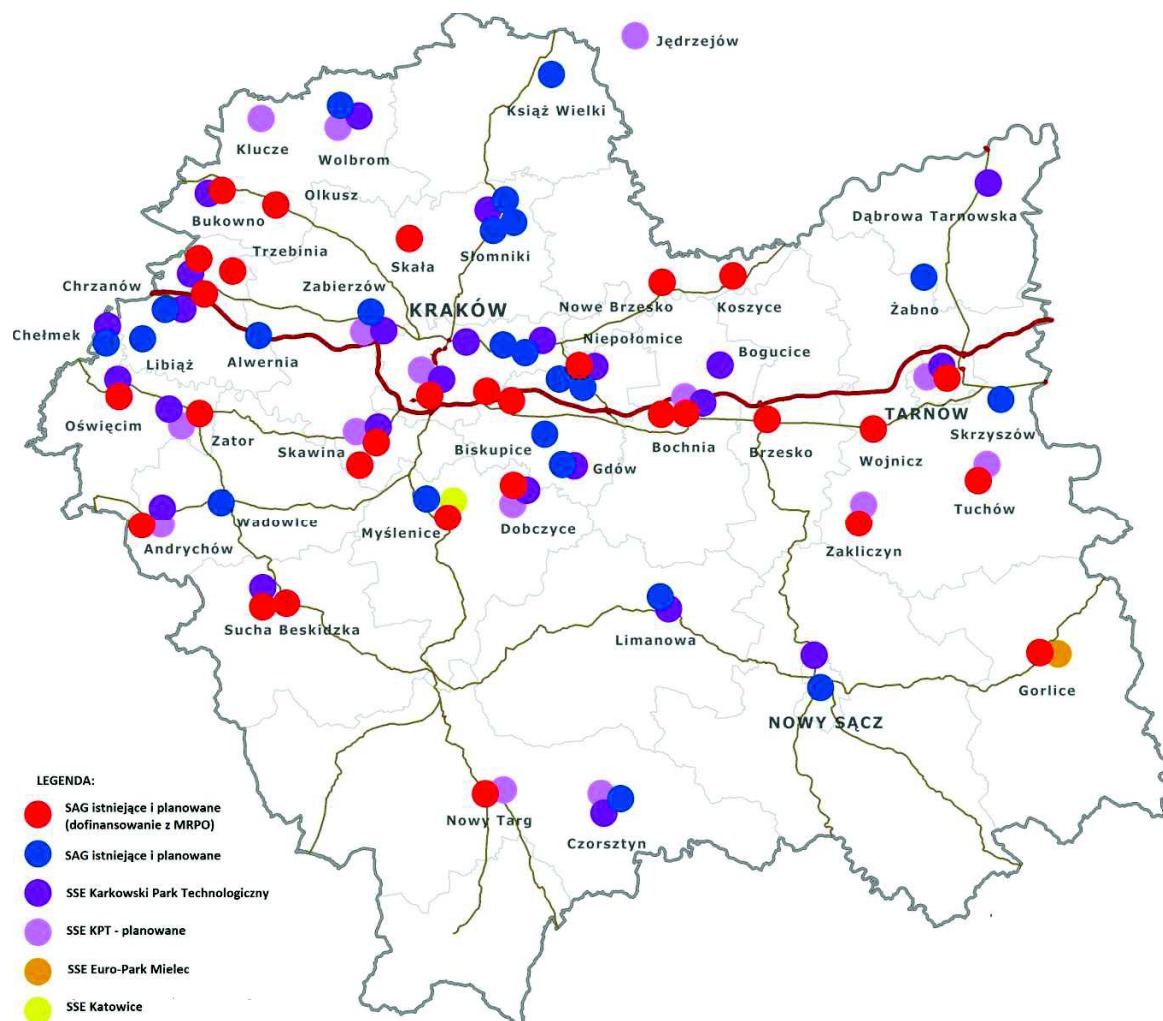 Jędrzejów
Książ Wielki
Klucze
Wolbrom
Olkusz
Bukowno
Dąbrowa Tarnowska
Trzebinia
Skała
Słomniki
Chrzanów
Zabierzów
KRAKÓW
Nowe Brzesko
Koszyce
Żabno
Chełmek
Libiąż
Alwernia
Niepołomice
Bogucice
Oświęcim
Zator
Skawina
Biskupice
Gdów
Bochnia
Brzesko
Wojnicz
TARNÓW
Skrzyszów
Tuchów
Wadowice
Andrychów
Myślenice
Dobczyce
Zakliczyn
Sucha Beskidzka
Limanowa
Gorlice
NOWY SĄCZ
Nowy Targ
Czorsztyn
LEGENDA:
SAG istniejące i planowane
(dofinansowanie z MRPO)
SAG istniejące i planowane
SSE Karkowski Park Technologiczny
SSE KPT - planowane
SSE Euro-Park Mielec
SSE Katowice